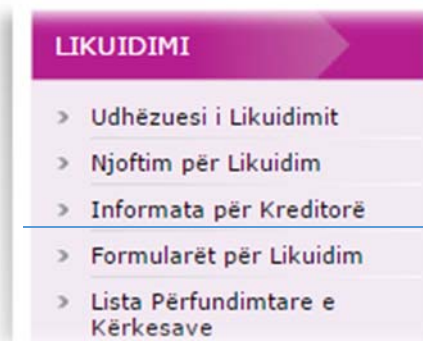 LIKUIDIMI
Udhëzuesi i Likuidimit
Njoftim për Likuidim
Informata për Kreditorë
Formularët për Likuidim
Lista Përfundimtare e
Kërkesave